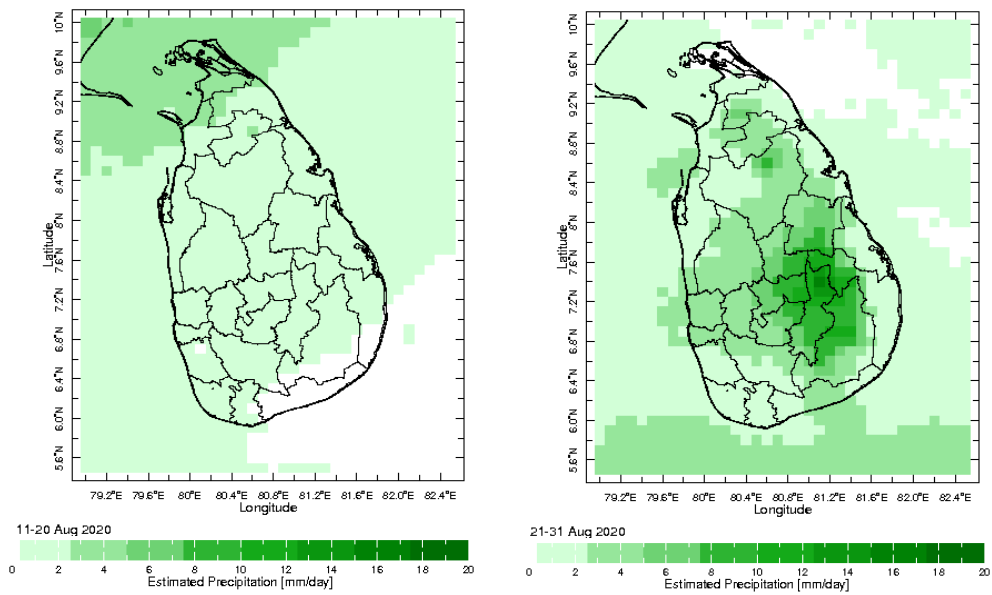 10°N
9.6°N
9.2°N
8.8°N
8.4°N
8°N
7.6°N
7.2°N
6.8°N
6.4°N
6.0°N
5.6°N
Latitude
79.2°E 79.6°E 80°E 80.4°E 80.8°E 81.2°E 81.6°E 82.0°E 82.4°E
Longitude
11-20 Aug 2020
0 2 4 6 8 10 12 14 16 18 20
Estimated Precipitation [mm/day]
10°N
9.6°N
9.2°N
8.8°N
8.4°N
8°N
7.6°N
7.2°N
6.8°N
6.4°N
6.0°N
5.6°N
Latitude
79.2°E 79.6°E 80°E 80.4°E 80.8°E 81.2°E 81.6°E 82.0°E 82.4°E
Longitude
21-31 Aug 2020
0 2 4 6 8 10 12 14 16 18 20
Estimated Precipitation [mm/day]